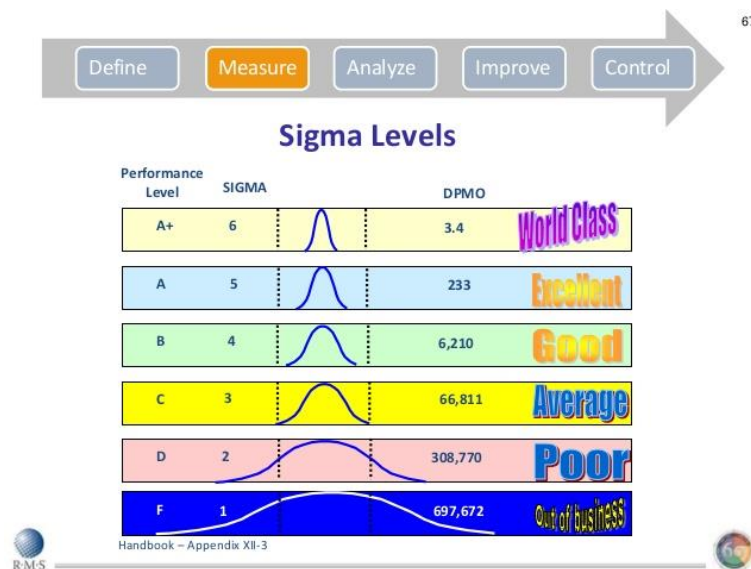 67
Define Measure Analyze Improve Control
Sigma Levels
Performance
Level SIGMA DPMO
A+ 6 3.4 World Class
A 5 233 Excellent
B 4 6,210 Good
C 3 66,811 Average
D 2 308,770 Poor
F 1 697,672 Out of business
Handbook – Appendix XII-3
R·M·S